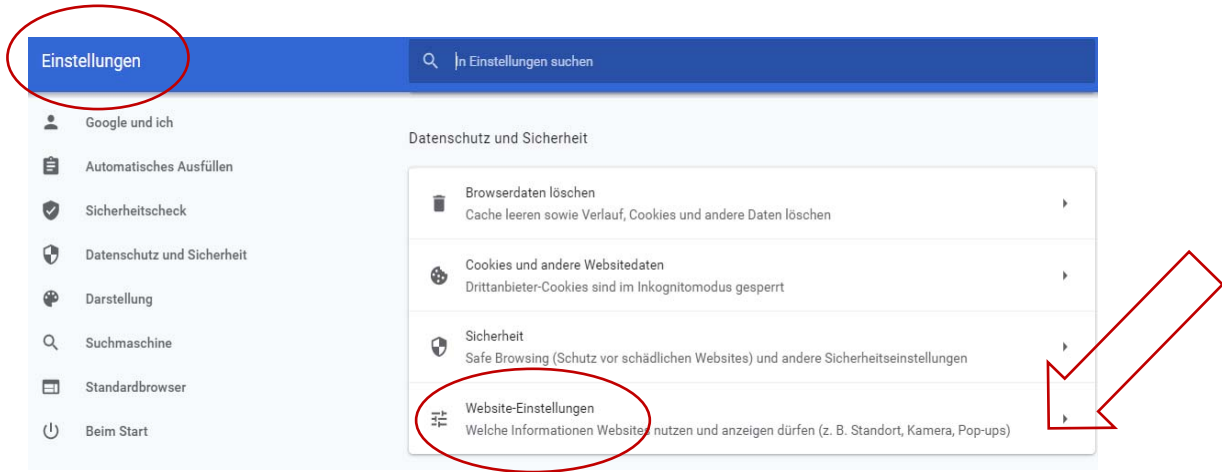 Einstellungen
In Einstellungen suchen
Google und ich
Automatisches Ausfüllen
Sicherheitscheck
Datenschutz und Sicherheit
Darstellung
Suchmaschine
Standardbrowser
Beim Start
Datenschutz und Sicherheit
Browserdaten löschen
Cache leeren sowie Verlauf, Cookies und andere Daten löschen
Cookies und andere Websitedaten
Drittanbieter-Cookies sind im Inkognitomodus gesperrt
Sicherheit
Safe Browsing (Schutz vor schädlichen Websites) und andere Sicherheitseinstellungen
Website-Einstellungen
Welche Informationen Websites nutzen und anzeigen dürfen (z. B. Standort, Kamera, Pop-ups)